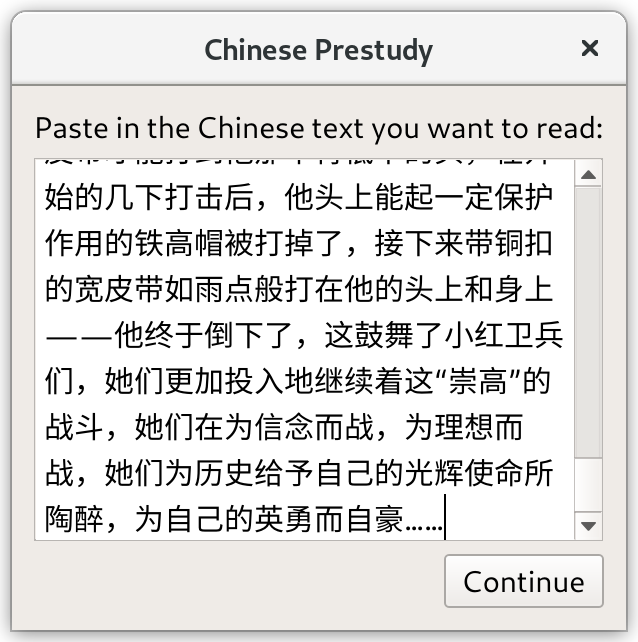 Chinese Prestudy
Paste in the Chinese text you want to read:
始的几下打击后，他头上能起一定保护
作用的铁高帽被打掉了，接下来带铜扣
的宽皮带如雨点般打在他的头上和身上
——他终于倒下了，这鼓舞了小红卫兵
们，她们更加投入地继续着这“崇高”的
战斗，她们在为信念而战，为理想而
战，她们为历史给予自己的光辉使命所
陶醉，为自己的英勇而自豪……
Continue